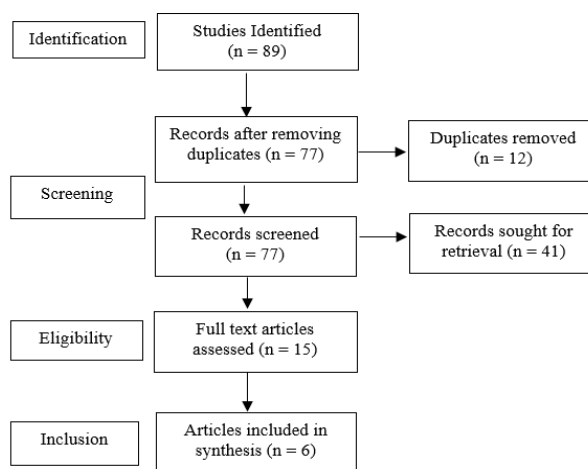 Identification
Studies Identified
(n = 89)
Records after removing
duplicates (n = 77)
Duplicates removed
(n = 12)
Screening
Records screened
(n = 77)
Records sought for
retrieval (n = 41)
Eligibility
Full text articles
assessed (n = 15)
Inclusion
Articles included in
synthesis (n = 6)